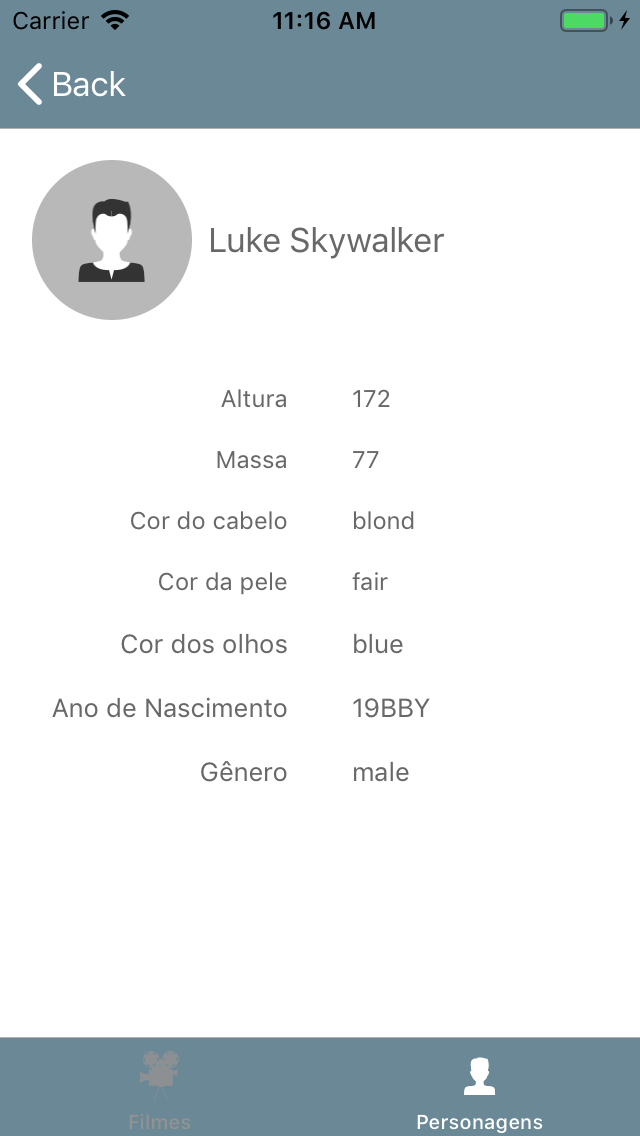 Carrier 11:16 AM
Back
Luke Skywalker
Altura 172
Massa 77
Cor do cabelo blond
Cor da pele fair
Cor dos olhos blue
Ano de Nascimento 19BBY
Gênero male
Filmes Personagens